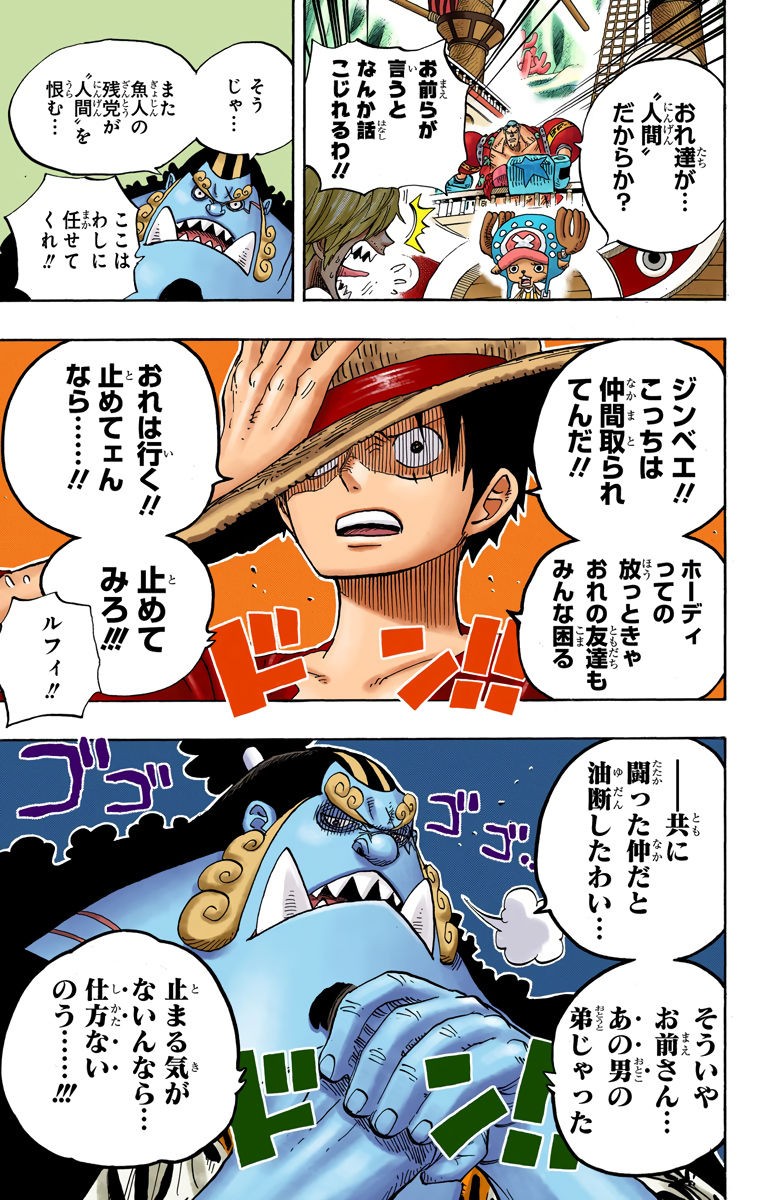 おれ達が…
〝人間〟
だからか？
お前らが
言うと
なんか話
こじれるわ!!
そう
じゃ…
また
魚人の
残党が
〝人間〟を
恨む…
ここは
わしに
任せて
くれ!!
ジンベエ!!
こっちは
仲間取られ
てんだ!!
ホーディ
っての
放っときゃ
おれの友達も
みんな困る
おれは行く!!
止めてェん
なら……!!
止めて
みろ!!!
ルフィ!!
ドン!!
──共に
闘った仲だと
油断したわい…
そういや
お前さん…
あの男の
弟じゃった
ゴゴゴ
ゴゴ
止まる気が
ないんなら…
仕方ない
のう……!!!
ドン!!